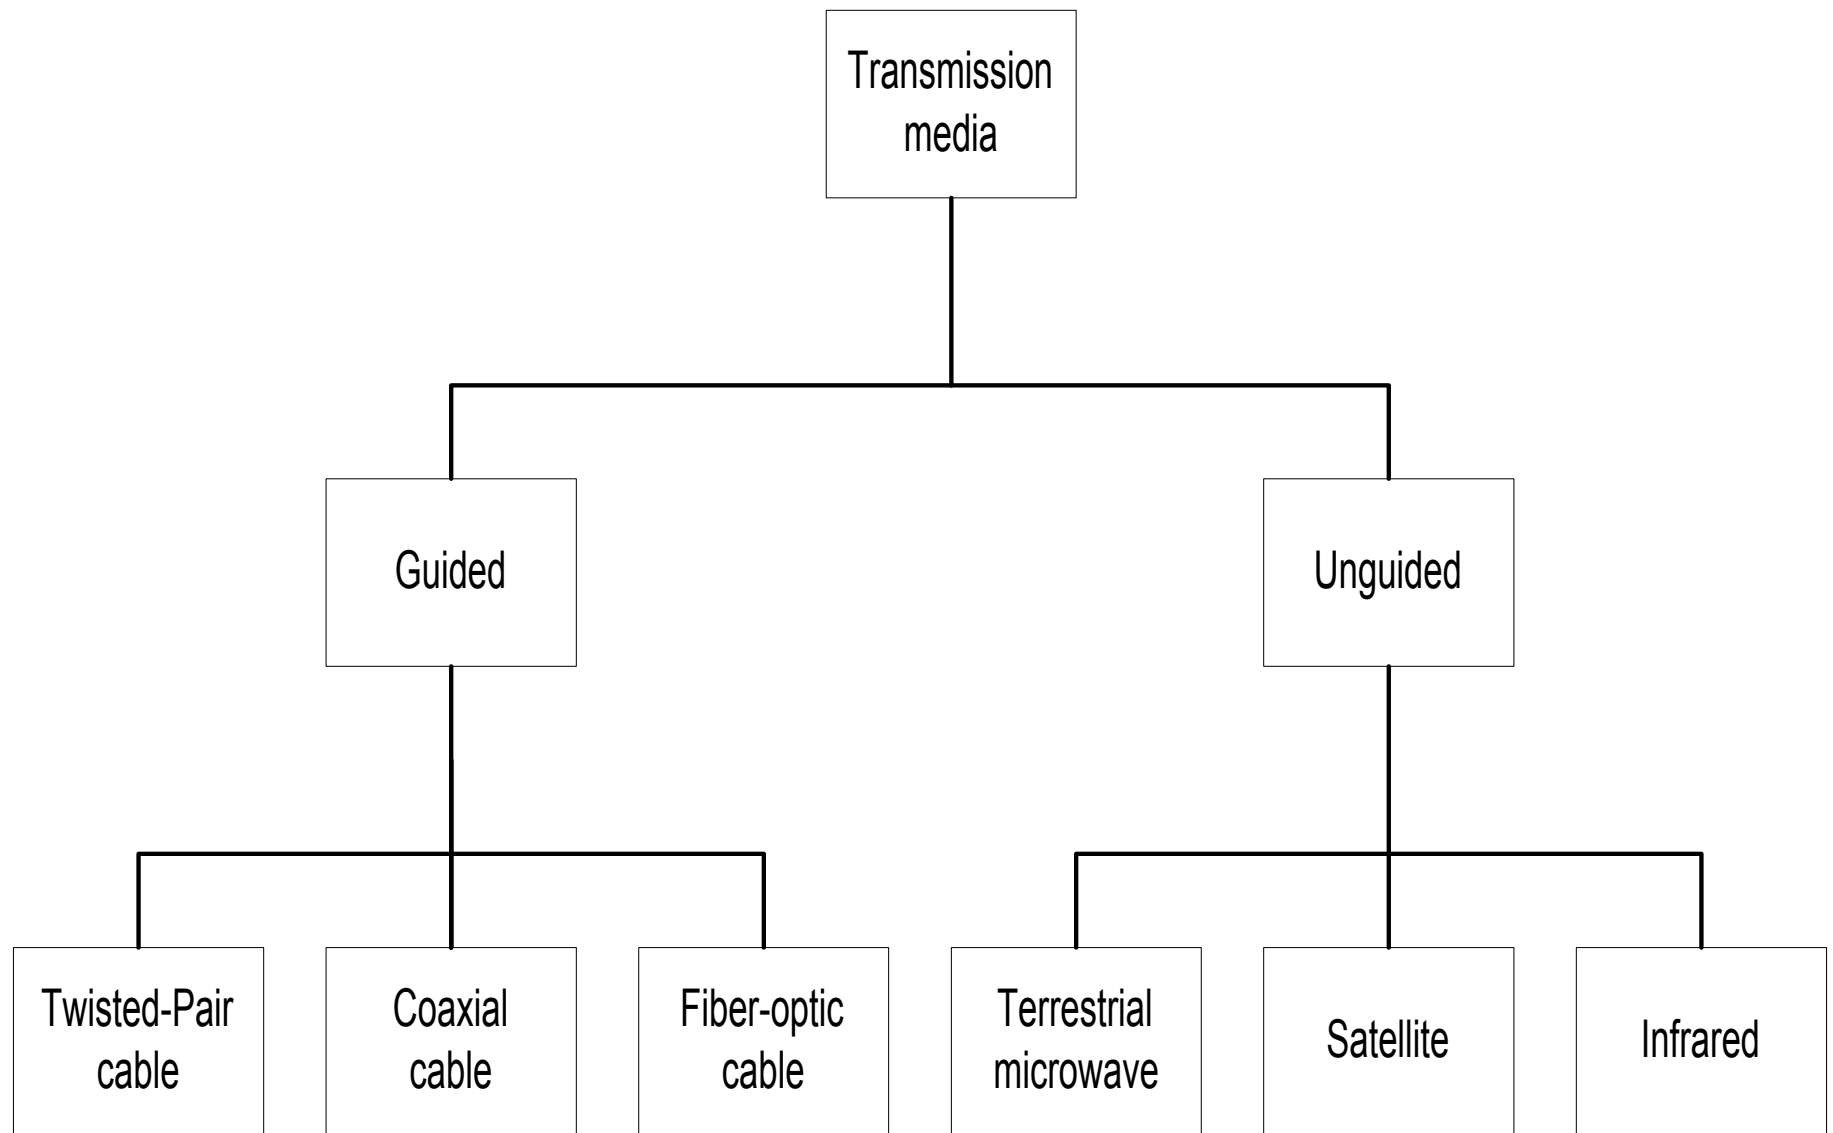 Transmission
media
Guided
Unguided
Twisted-Pair
cable
Coaxial
cable
Fiber-optic
cable
Terrestrial
microwave
Satellite
Infrared